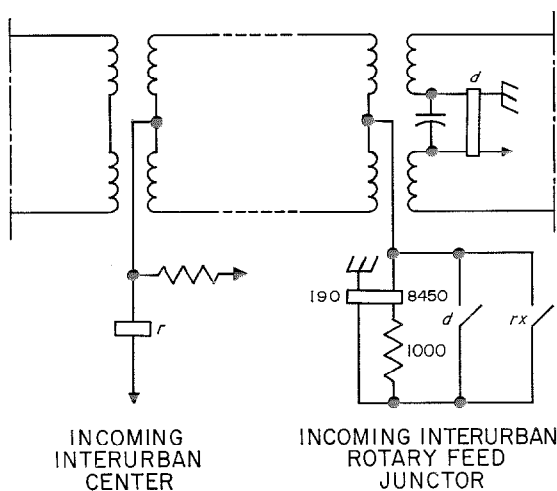 d
190
8450
d
rx
1000
r
INCOMING
INTERURBAN
CENTER
INCOMING INTERURBAN
ROTARY FEED
JUNCTOR